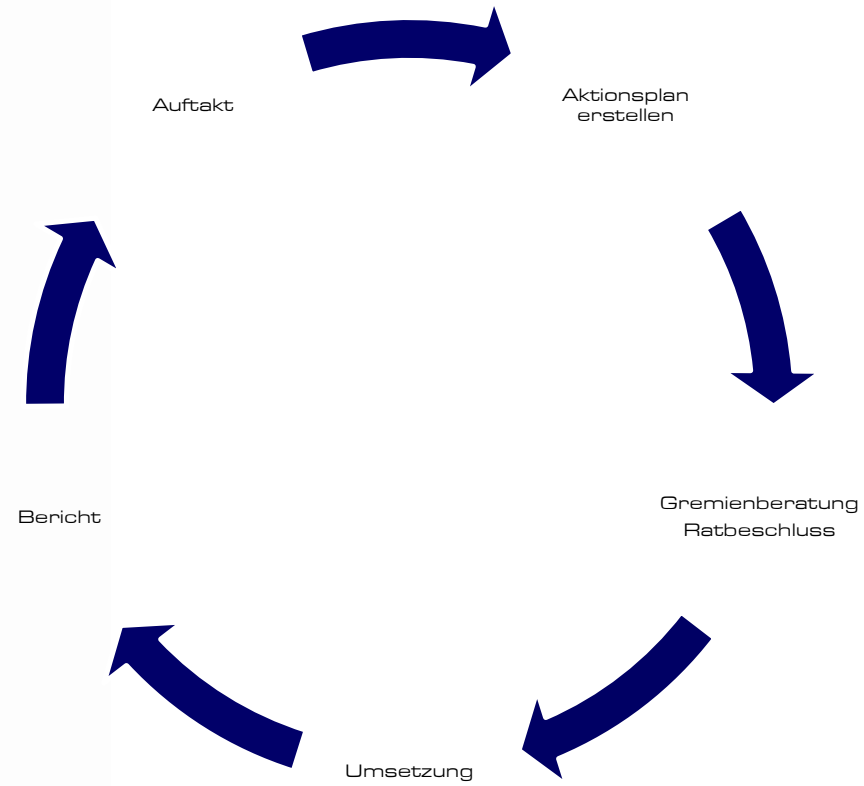 Auftakt
Aktionsplan
erstellen
Gremienberatung
Ratbeschluss
Umsetzung
Bericht